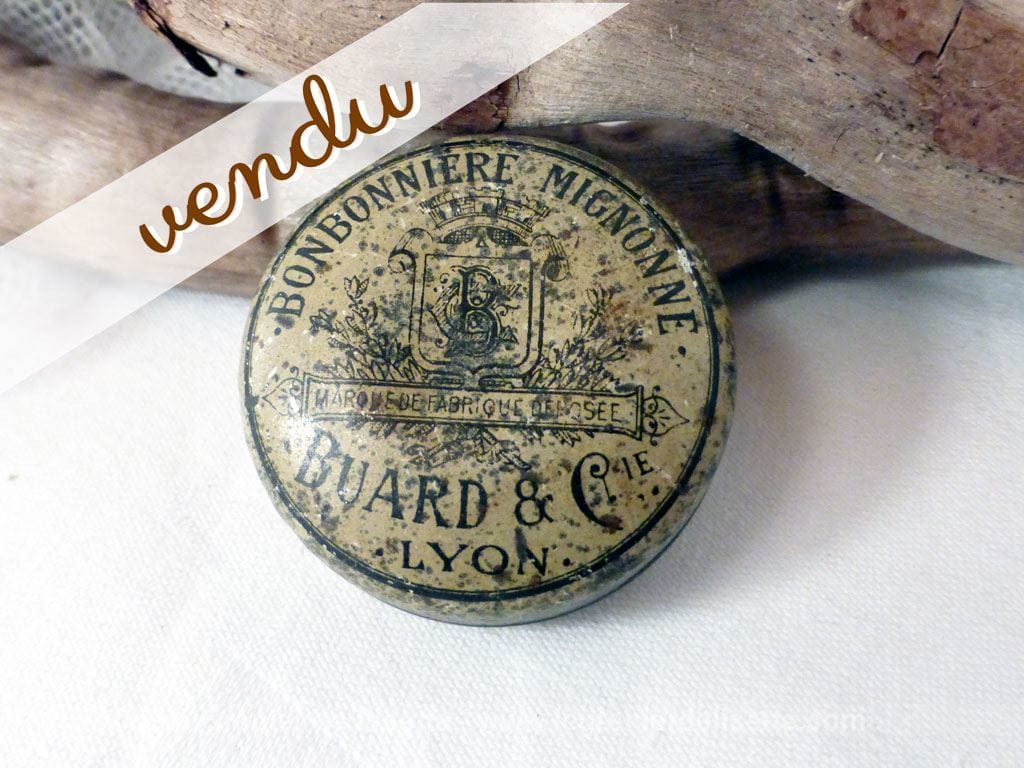 vendu
BONBONNIÈRE MIGNONNE
B
MARQUE DE FABRIQUE DÉPOSÉE
BUARD & CIE
LYON